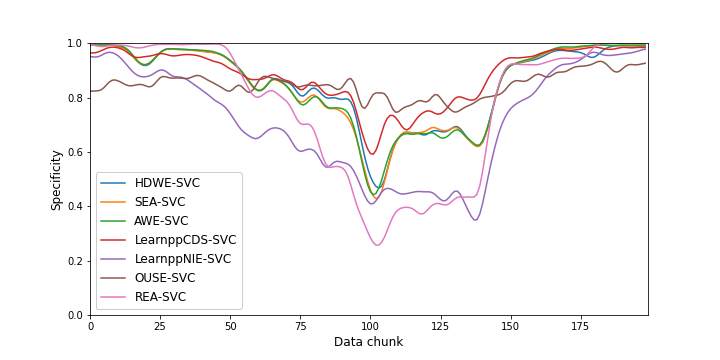 1.0
0.8
0.6
0.4
0.2
0.0
Specificity
HDWE-SVC
SEA-SVC
AWE-SVC
LearnppCDS-SVC
LearnppNIE-SVC
OUSE-SVC
REA-SVC
0 25 50 75 100 125 150 175
Data chunk